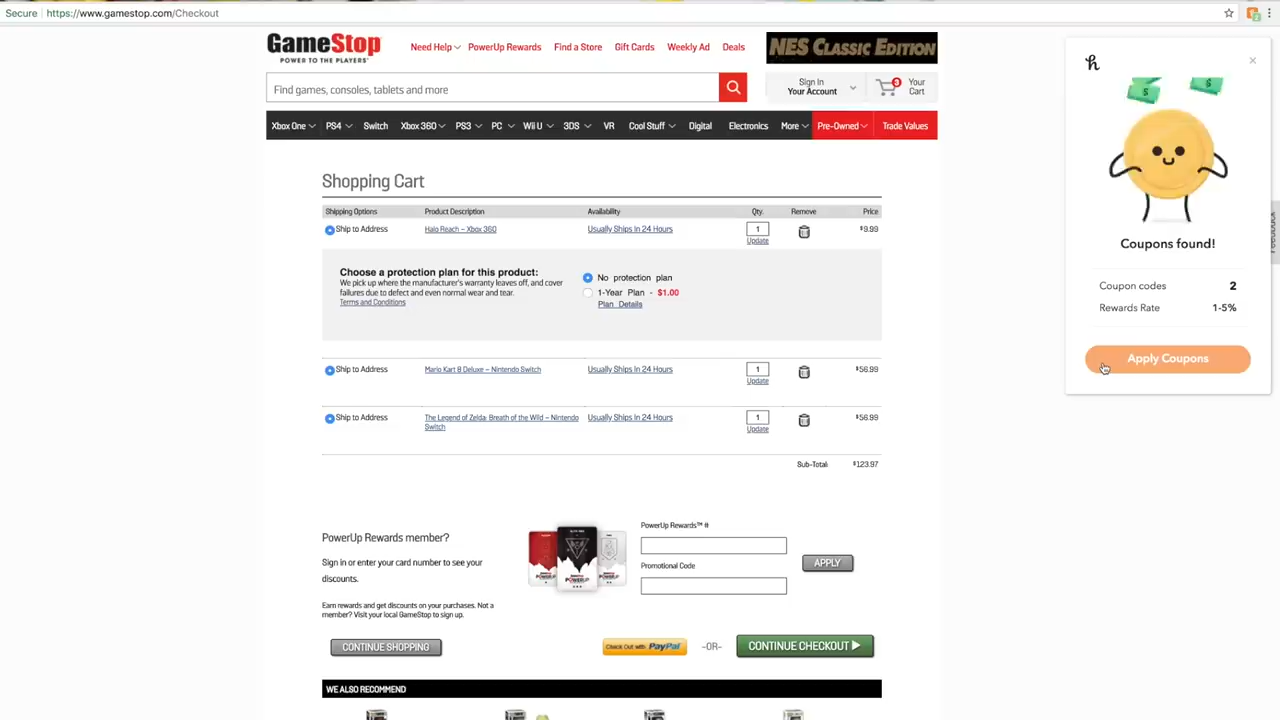 Secure
https://www.gamestop.com/Checkout
GameStop
POWER TO THE PLAYERS
Need Help
PowerUp Rewards
Find a Store
Gift Cards
Weekly Ad
Deals
NES CLASSIC EDITION
Find games, consoles, tablets and more
Sign In
Your Account
3
Your
Cart
Xbox One
PS4
Switch
Xbox 360
PS3
PC
Wii U
3DS
VR
Cool Stuff
Digital
Electronics
More
Pre-Owned
Trade Values
Shopping Cart
Shipping Options
Product Description
Availability
Qty.
Remove
Price
Ship to Address
Halo Reach – Xbox 360
Usually Ships in 24 Hours
1
Update
$9.99
Choose a protection plan for this product:
We pick up where the manufacturer's warranty leaves off, and cover
failures due to defect and even normal wear and tear.
Terms and Conditions
No protection plan
1-Year Plan - $1.00
Plan Details
Ship to Address
Mario Kart 8 Deluxe – Nintendo Switch
Usually Ships in 24 Hours
1
Update
$56.99
Ship to Address
The Legend of Zelda: Breath of the Wild – Nintendo
Switch
Usually Ships in 24 Hours
1
Update
$56.99
Sub-Total:
$123.97
PowerUp Rewards member?
Sign in or enter your card number to see your
discounts.
Earn rewards and get discounts on your purchases. Not a
member? Visit your local GameStop to sign up.
PowerUp Rewards™ #
Promotional Code
APPLY
CONTINUE SHOPPING
Check Out with PayPal
-OR-
CONTINUE CHECKOUT
WE ALSO RECOMMEND
h
$
$
Coupons found!
Coupon codes
2
Rewards Rate
1-5%
Apply Coupons
Feedback